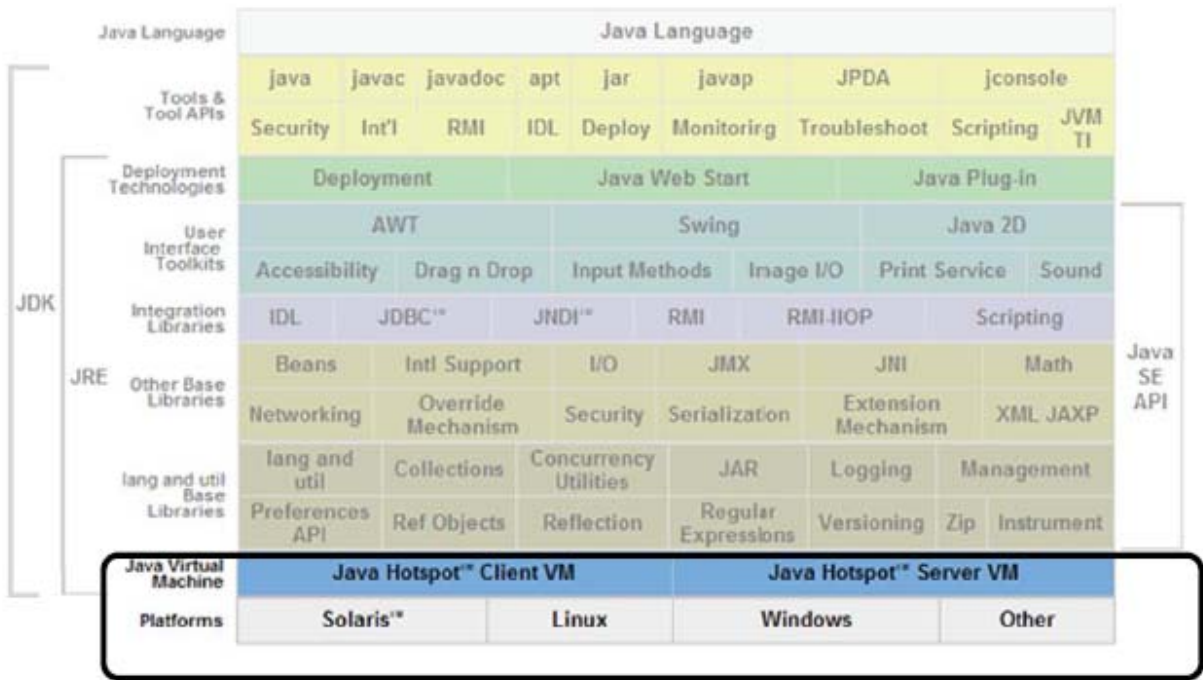 Java Language Java Language
java javac javadoc apt jar javap JPDA jconsole
Tools &
Tool APIs
Security Int'l RMI IDL Deploy Monitoring Troubleshoot Scripting JVM
TI
Deployment
Technologies
Deployment Java Web Start Java Plug-in
User
Interface
Toolkits
AWT Swing Java 2D
Accessibility Drag n Drop Input Methods Image I/O Print Service Sound
JDK
Integration
Libraries
IDL JDBC™ JNDI™ RMI RMI-IIOP Scripting
JRE
Other Base
Libraries
Beans Intl Support I/O JMX JNI Math
Java
SE
API
Networking Override
Mechanism Security Serialization Extension
Mechanism XML JAXP
lang and util
Base
Libraries
lang and
util Collections Concurrency
Utilities JAR Logging Management
Preferences
API Ref Objects Reflection Regular
Expressions Versioning Zip Instrument
Java Virtual
Machine
Java Hotspot™ Client VM Java Hotspot™ Server VM
Platforms Solaris™ Linux Windows Other